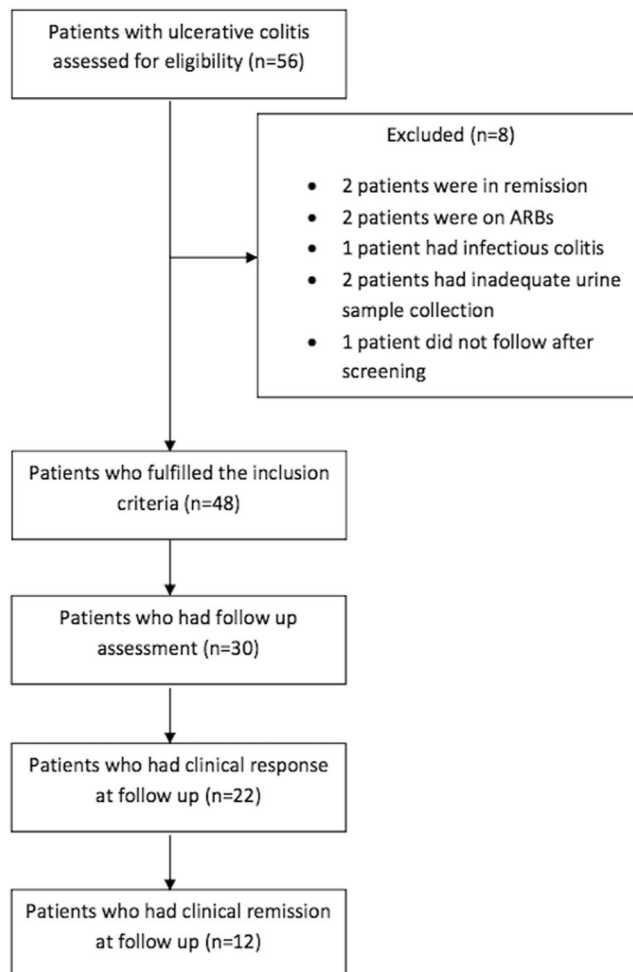 Patients with ulcerative colitis
assessed for eligibility (n=56)
Excluded (n=8)
• 2 patients were in remission
• 2 patients were on ARBs
• 1 patient had infectious colitis
• 2 patients had inadequate urine
sample collection
• 1 patient did not follow after
screening
Patients who fulfilled the inclusion
criteria (n=48)
Patients who had follow up
assessment (n=30)
Patients who had clinical response
at follow up (n=22)
Patients who had clinical remission
at follow up (n=12)